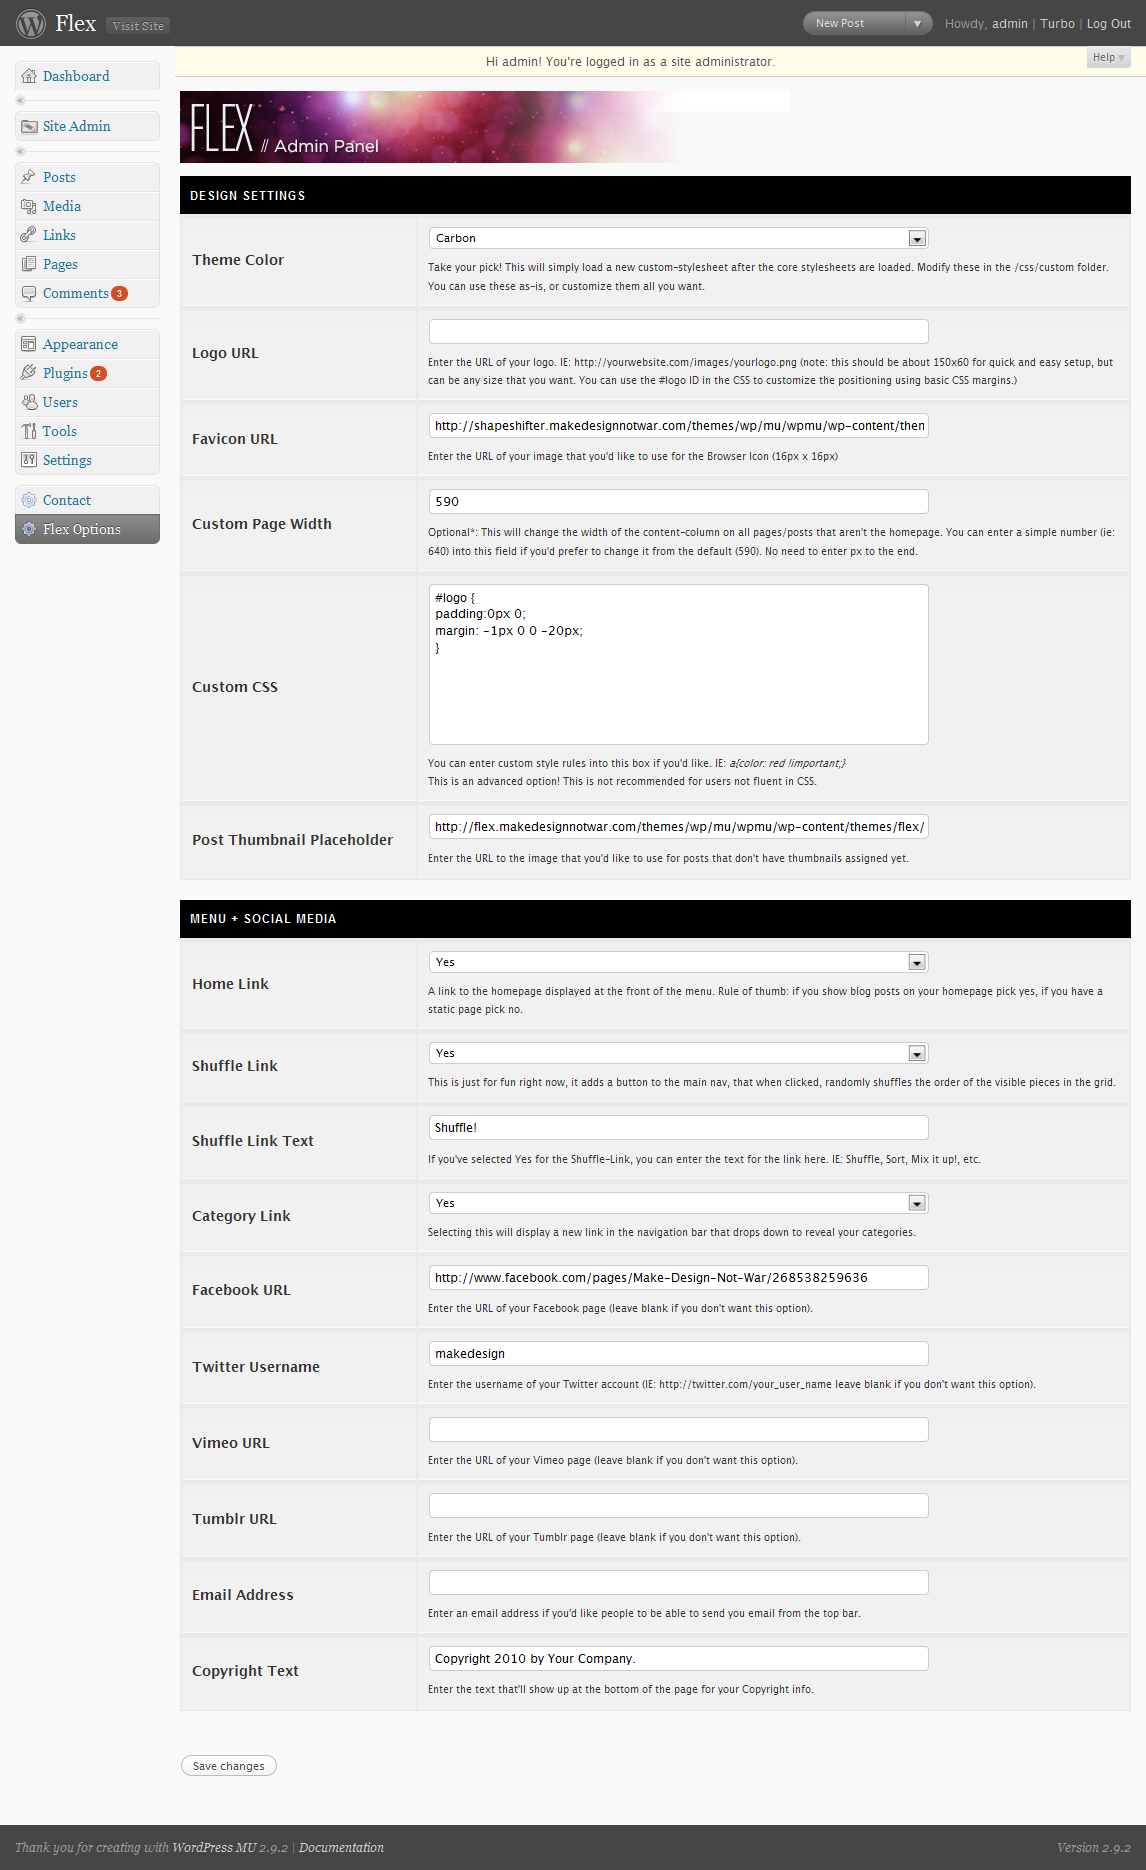 Flex Visit Site
New Post
Howdy, admin | Turbo | Log Out
Hi admin! You're logged in as a site administrator.
Help
Dashboard
Site Admin
Posts
Media
Links
Pages
Comments 3
Appearance
Plugins 2
Users
Tools
Settings
Contact
Flex Options
FLEX // Admin Panel
DESIGN SETTINGS
Theme Color
Carbon
Take your pick! This will simply load a new custom-stylesheet after the core stylesheets are loaded. Modify these in the /css/custom folder.
You can use these as-is, or customize them all you want.
Logo URL
Enter the URL of your logo. IE: http://yourwebsite.com/images/yourlogo.png (note: this should be about 150x60 for quick and easy setup, but
can be any size that you want. You can use the #logo ID in the CSS to customize the positioning using basic CSS margins.)
Favicon URL
http://shapeshifter.makedesignnotwar.com/themes/wp/mu/wpmu/wp-content/then
Enter the URL of your image that you'd like to use for the Browser Icon (16px x 16px)
Custom Page Width
590
Optional*: This will change the width of the content-column on all pages/posts that aren't the homepage. You can enter a simple number (ie:
640) into this field if you'd prefer to change it from the default (590). No need to enter px to the end.
Custom CSS
#logo {
padding:0px 0;
margin: -1px 0 0 -20px;
}
You can enter custom style rules into this box if you'd like. IE: a{color: red !important;}
This is an advanced option! This is not recommended for users not fluent in CSS.
Post Thumbnail Placeholder
http://flex.makedesignnotwar.com/themes/wp/mu/wpmu/wp-content/themes/flex/
Enter the URL to the image that you'd like to use for posts that don't have thumbnails assigned yet.
MENU + SOCIAL MEDIA
Home Link
Yes
A link to the homepage displayed at the front of the menu. Rule of thumb: if you show blog posts on your homepage pick yes, if you have a
static page pick no.
Shuffle Link
Yes
This is just for fun right now, it adds a button to the main nav, that when clicked, randomly shuffles the order of the visible pieces in the grid.
Shuffle Link Text
Shuffle!
If you've selected Yes for the Shuffle-Link, you can enter the text for the link here. IE: Shuffle, Sort, Mix it up!, etc.
Category Link
Yes
Selecting this will display a new link in the navigation bar that drops down to reveal your categories.
Facebook URL
http://www.facebook.com/pages/Make-Design-Not-War/268538259636
Enter the URL of your Facebook page (leave blank if you don't want this option).
Twitter Username
makedesign
Enter the username of your Twitter account (IE: http://twitter.com/your_user_name leave blank if you don't want this option).
Vimeo URL
Enter the URL of your Vimeo page (leave blank if you don't want this option).
Tumblr URL
Enter the URL of your Tumblr page (leave blank if you don't want this option).
Email Address
Enter an email address if you'd like people to be able to send you email from the top bar.
Copyright Text
Copyright 2010 by Your Company.
Enter the text that'll show up at the bottom of the page for your Copyright info.
Save changes
Thank you for creating with WordPress MU 2.9.2 | Documentation
Version 2.9.2